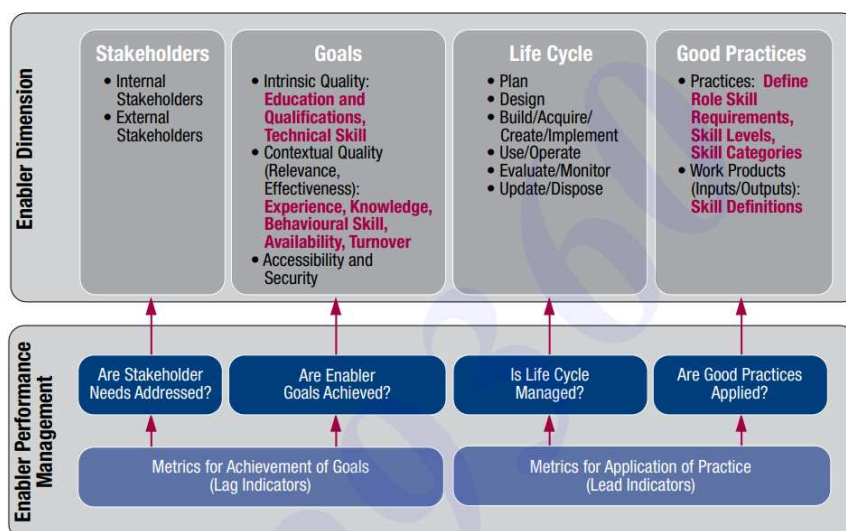 Enabler Dimension
Stakeholders
• Internal
Stakeholders
• External
Stakeholders
Goals
• Intrinsic Quality:
Education and
Qualifications,
Technical Skill
• Contextual Quality
(Relevance,
Effectiveness):
Experience, Knowledge,
Behavioural Skill,
Availability, Turnover
• Accessibility and
Security
Life Cycle
• Plan
• Design
• Build/Acquire/
Create/Implement
• Use/Operate
• Evaluate/Monitor
• Update/Dispose
Good Practices
• Practices: Define
Role Skill
Requirements,
Skill Levels,
Skill Categories
• Work Products
(Inputs/Outputs):
Skill Definitions
Enabler Performance
Management
Are Stakeholder
Needs Addressed?
Are Enabler
Goals Achieved?
Is Life Cycle
Managed?
Are Good Practices
Applied?
Metrics for Achievement of Goals
(Lag Indicators)
Metrics for Application of Practice
(Lead Indicators)